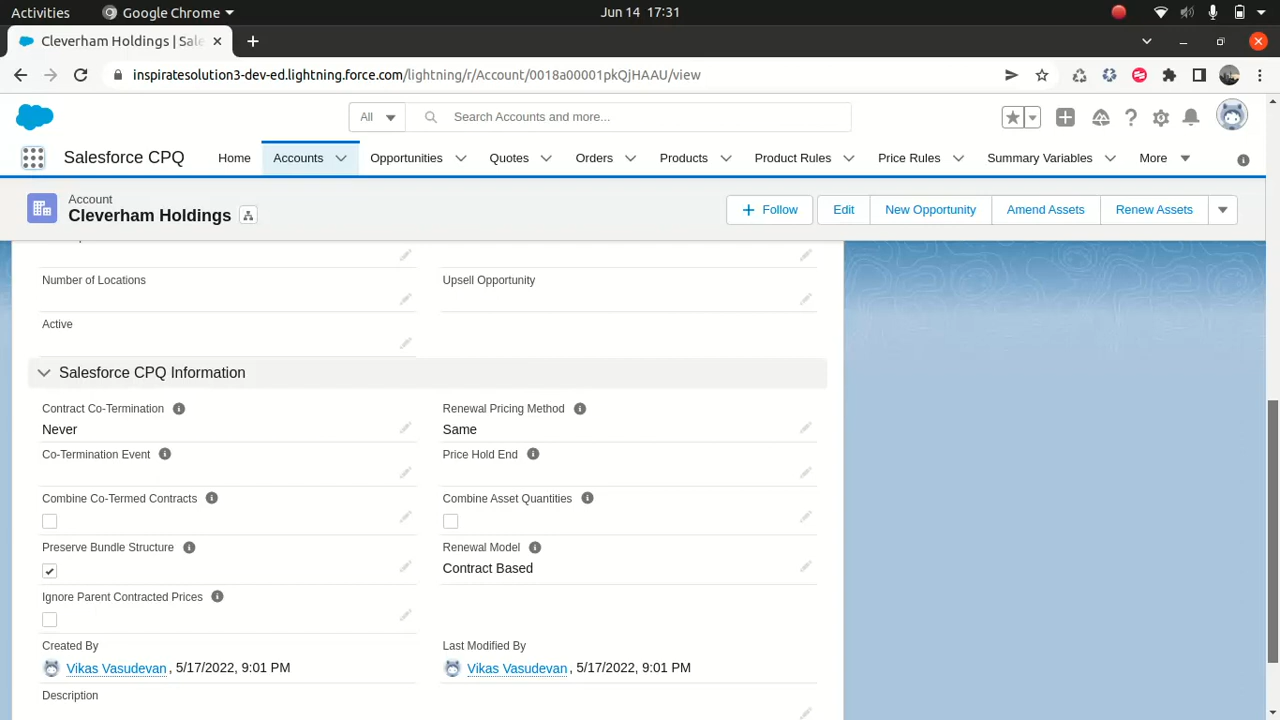 Activities Google Chrome Jun 14 17:31
Cleverham Holdings | Sale
inspiratesolution3-dev-ed.lightning.force.com/lightning/r/Account/0018a00001pkQjHAAU/view
All Search Accounts and more...
Salesforce CPQ Home Accounts Opportunities Quotes Orders Products Product Rules Price Rules Summary Variables More
Account
Cleverham Holdings
Follow Edit New Opportunity Amend Assets Renew Assets
Number of Locations Upsell Opportunity
Active
Salesforce CPQ Information
Contract Co-Termination Renewal Pricing Method
Never Same
Co-Termination Event Price Hold End
Combine Co-Termed Contracts Combine Asset Quantities
Preserve Bundle Structure Renewal Model
Contract Based
Ignore Parent Contracted Prices
Created By Last Modified By
Vikas Vasudevan, 5/17/2022, 9:01 PM Vikas Vasudevan, 5/17/2022, 9:01 PM
Description